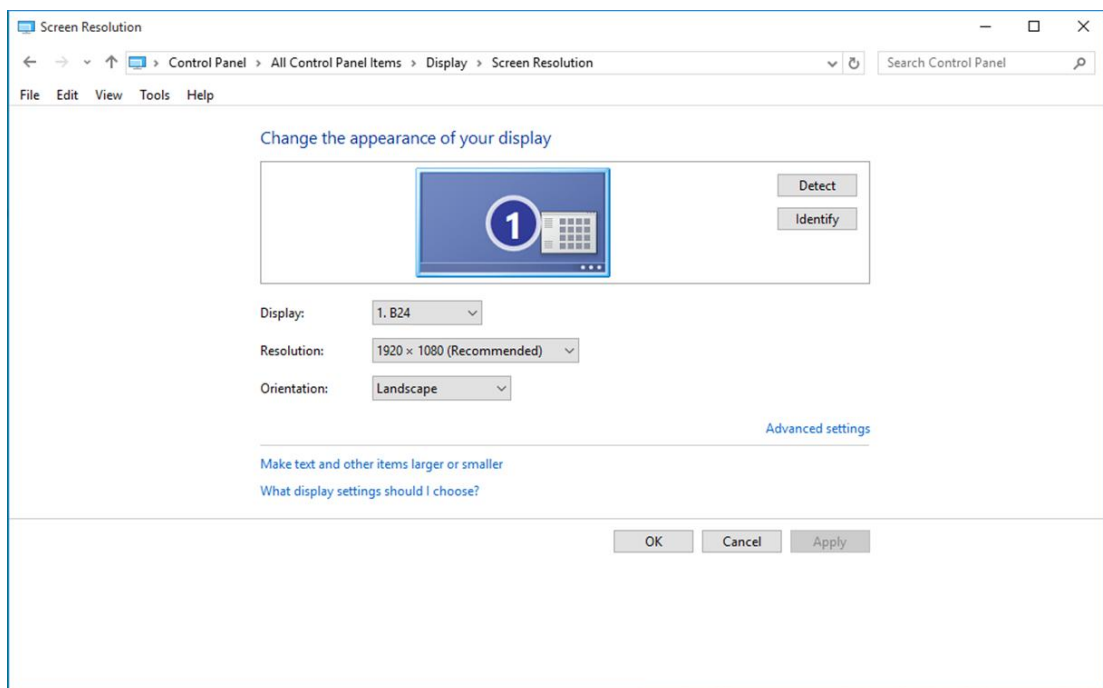 Screen Resolution
Control Panel > All Control Panel Items > Display > Screen Resolution
Search Control Panel
File Edit View Tools Help
Change the appearance of your display
1
Detect
Identify
Display: 1. B24
Resolution: 1920 × 1080 (Recommended)
Orientation: Landscape
Advanced settings
Make text and other items larger or smaller
What display settings should I choose?
OK Cancel Apply